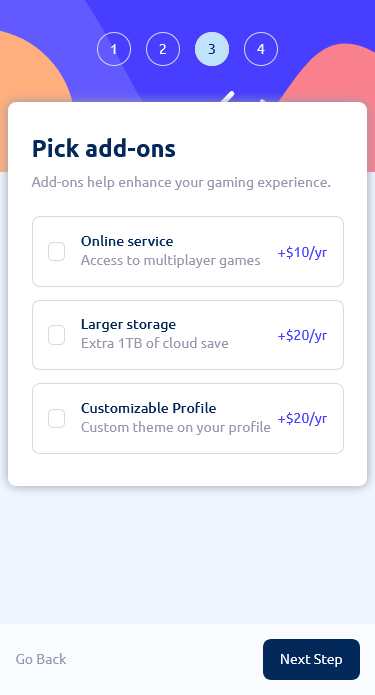 1 2 3 4
Pick add-ons
Add-ons help enhance your gaming experience.
Online service
Access to multiplayer games
+$10/yr
Larger storage
Extra 1TB of cloud save
+$20/yr
Customizable Profile
Custom theme on your profile
+$20/yr
Go Back
Next Step